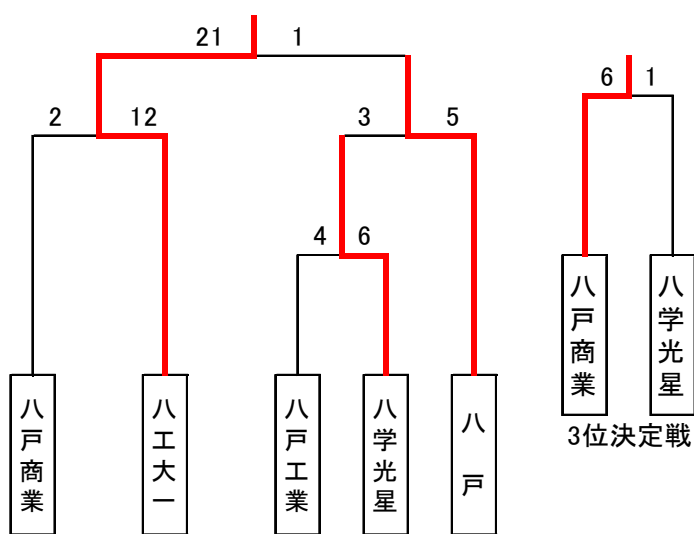 21 1
6 1
2 12
3 5
4 6
八戸商業
八学光星
3位決定戦
八戸商業
八工大一
八戸工業
八学光星
八戸